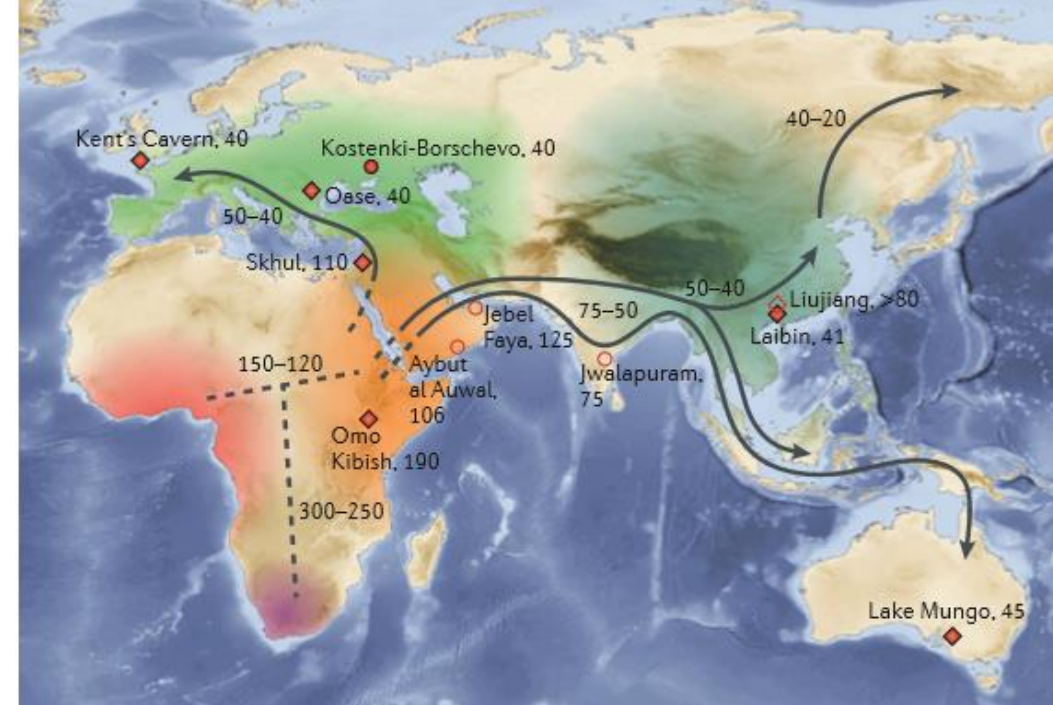 40–20
Kent's Cavern, 40
Kostenki-Borschevo, 40
Oase, 40
50–40
Skhul, 110
50–40
Liujiang, >80
75–50
Jebel
Faya, 125
Laibin, 41
150–120
Aybut
al Auwal,
106
Jwalapuram,
75
Omo
Kibish, 190
300–250
Lake Mungo, 45